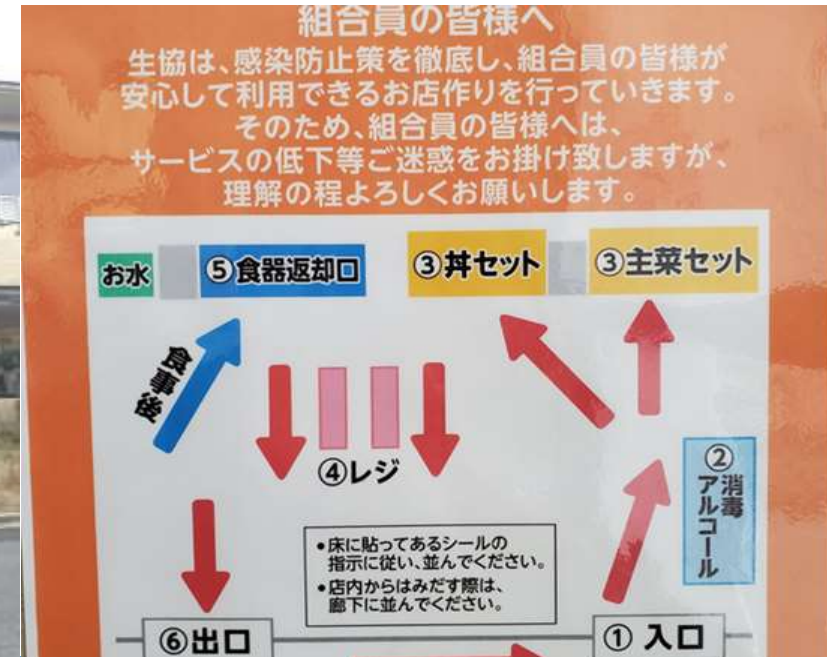 組合員の皆様へ
生協は、感染防止策を徹底し、組合員の皆様が
安心して利用できるお店作りを行っていきます。
そのため、組合員の皆様へは、
サービスの低下等ご迷惑をお掛け致しますが、
理解の程よろしくお願いします。
お水
⑤食器返却口
③丼セット
③主菜セット
食事後
④レジ
②消毒
アルコール
•床に貼ってあるシールの
指示に従い、並んでください。
•店内からはみだす際は、
廊下に並んでください。
⑥出口
① 入口